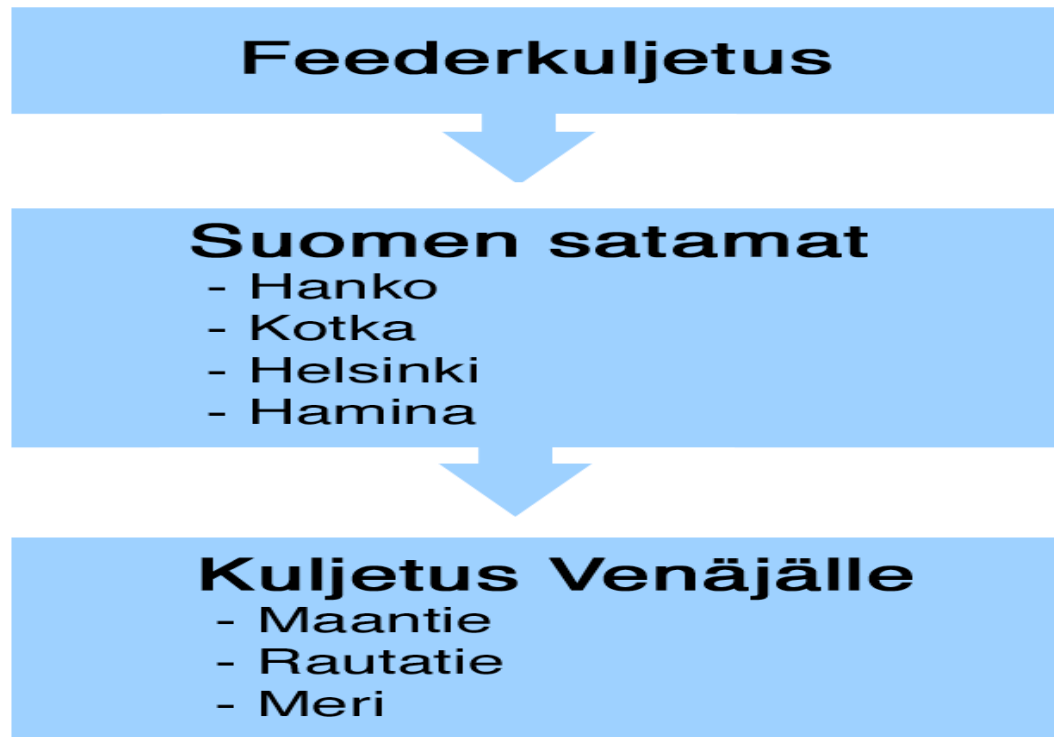 Feederkuljetus
Suomen satamat
- Hanko
- Kotka
- Helsinki
- Hamina
Kuljetus Venäjälle
- Maantie
- Rautatie
- Meri